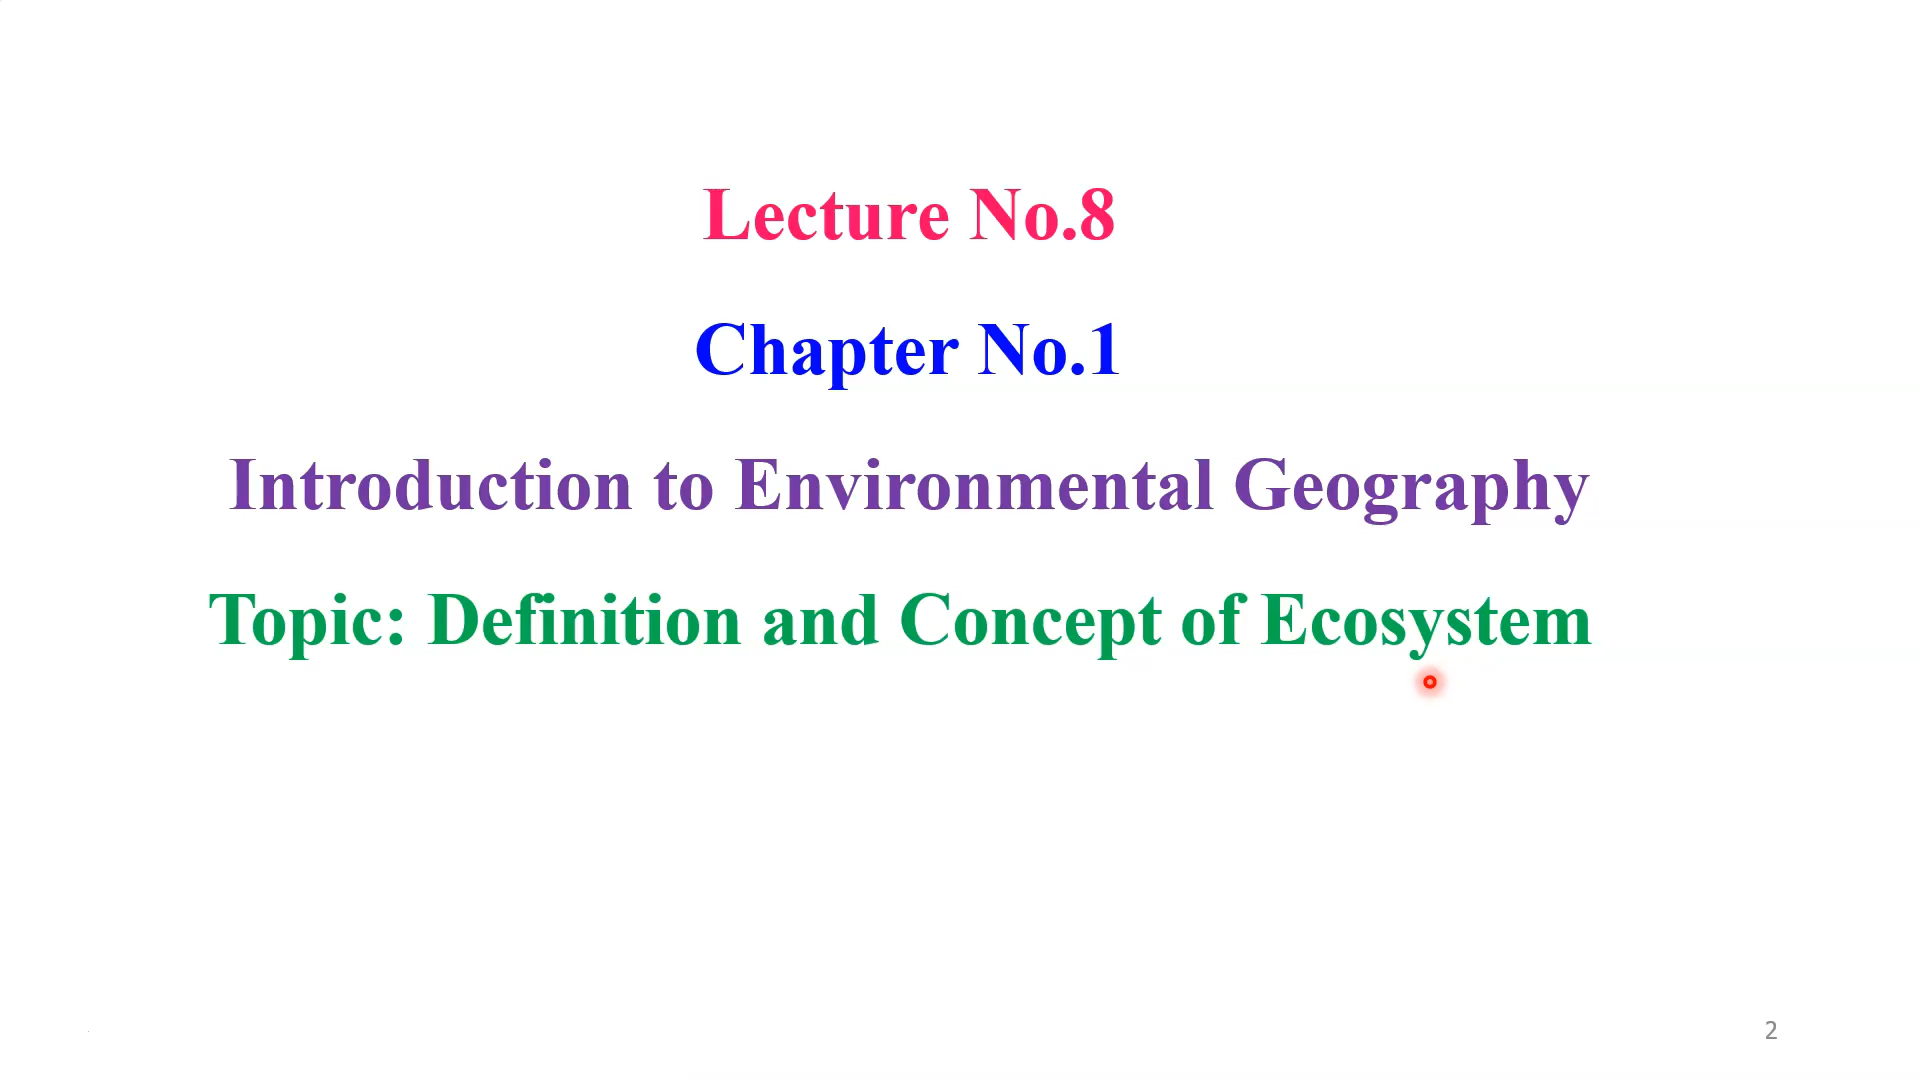 Lecture No.8
Chapter No.1
Introduction to Environmental Geography
Topic: Definition and Concept of Ecosystem
2